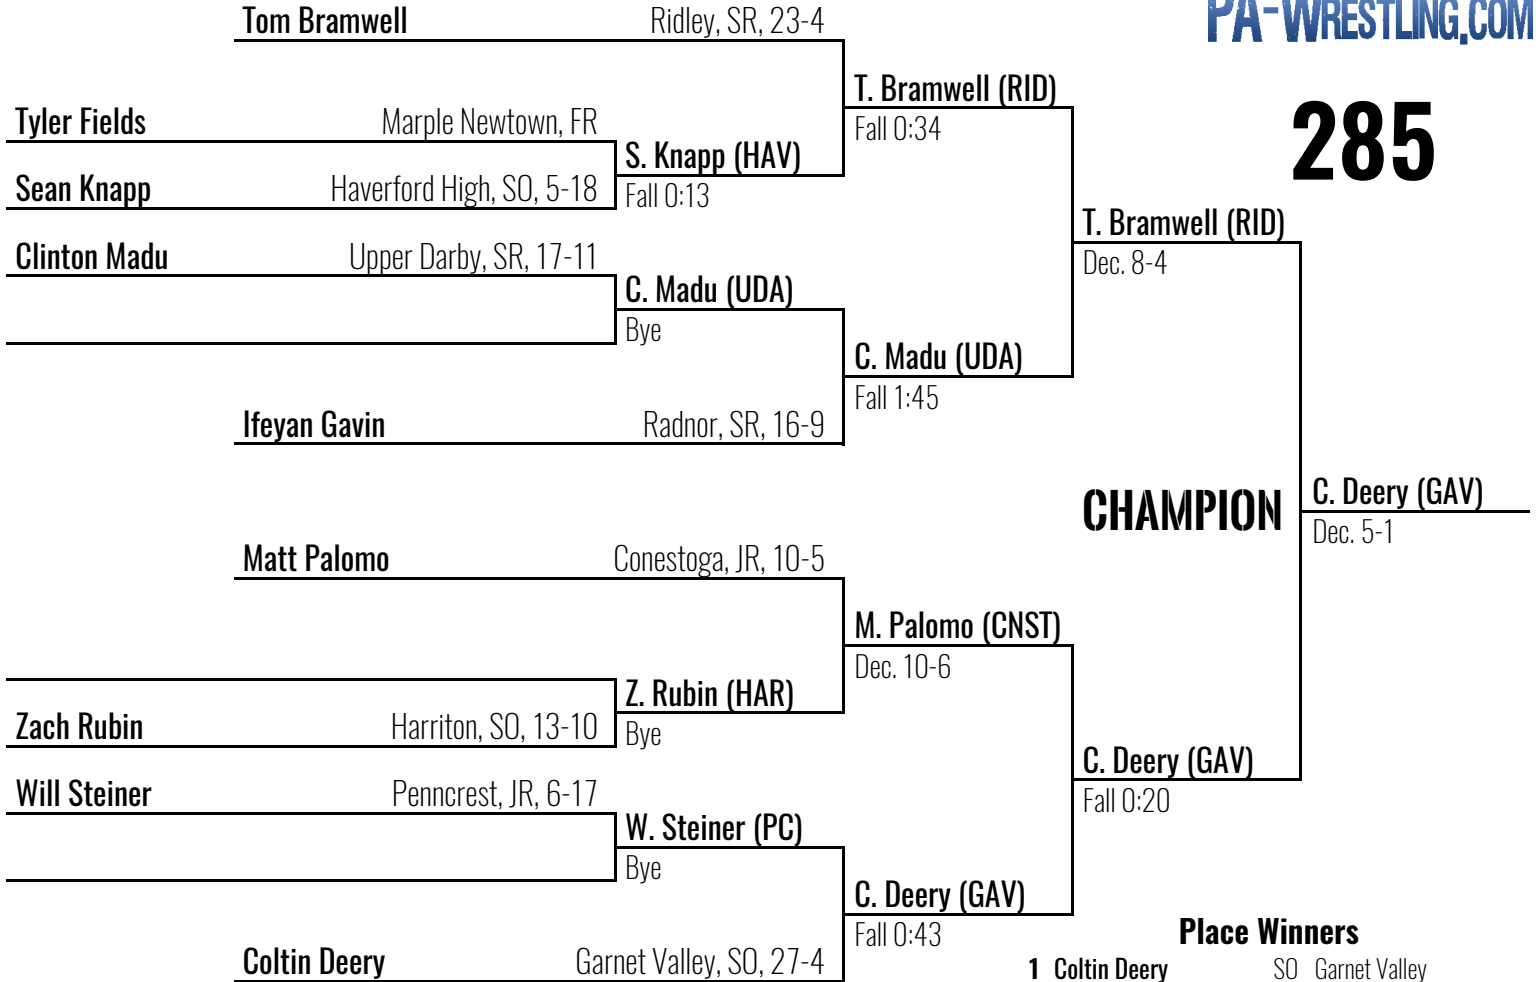 PA-WRESTLING.COM
285
Tom Bramwell Ridley, SR, 23-4
T. Bramwell (RID)
Fall 0:34
Tyler Fields Marple Newtown, FR
S. Knapp (HAV)
Fall 0:13
Sean Knapp Haverford High, SO, 5-18
T. Bramwell (RID)
Dec. 8-4
Clinton Madu Upper Darby, SR, 17-11
C. Madu (UDA)
Bye
C. Madu (UDA)
Fall 1:45
Ifeyan Gavin Radnor, SR, 16-9
CHAMPION
C. Deery (GAV)
Dec. 5-1
Matt Palomo Conestoga, JR, 10-5
M. Palomo (CNST)
Dec. 10-6
Z. Rubin (HAR)
Bye
Zach Rubin Harriton, SO, 13-10
C. Deery (GAV)
Fall 0:20
Will Steiner Penncrest, JR, 6-17
W. Steiner (PC)
Bye
C. Deery (GAV)
Fall 0:43
Coltin Deery Garnet Valley, SO, 27-4
Place Winners
1 Coltin Deery SO Garnet Valley